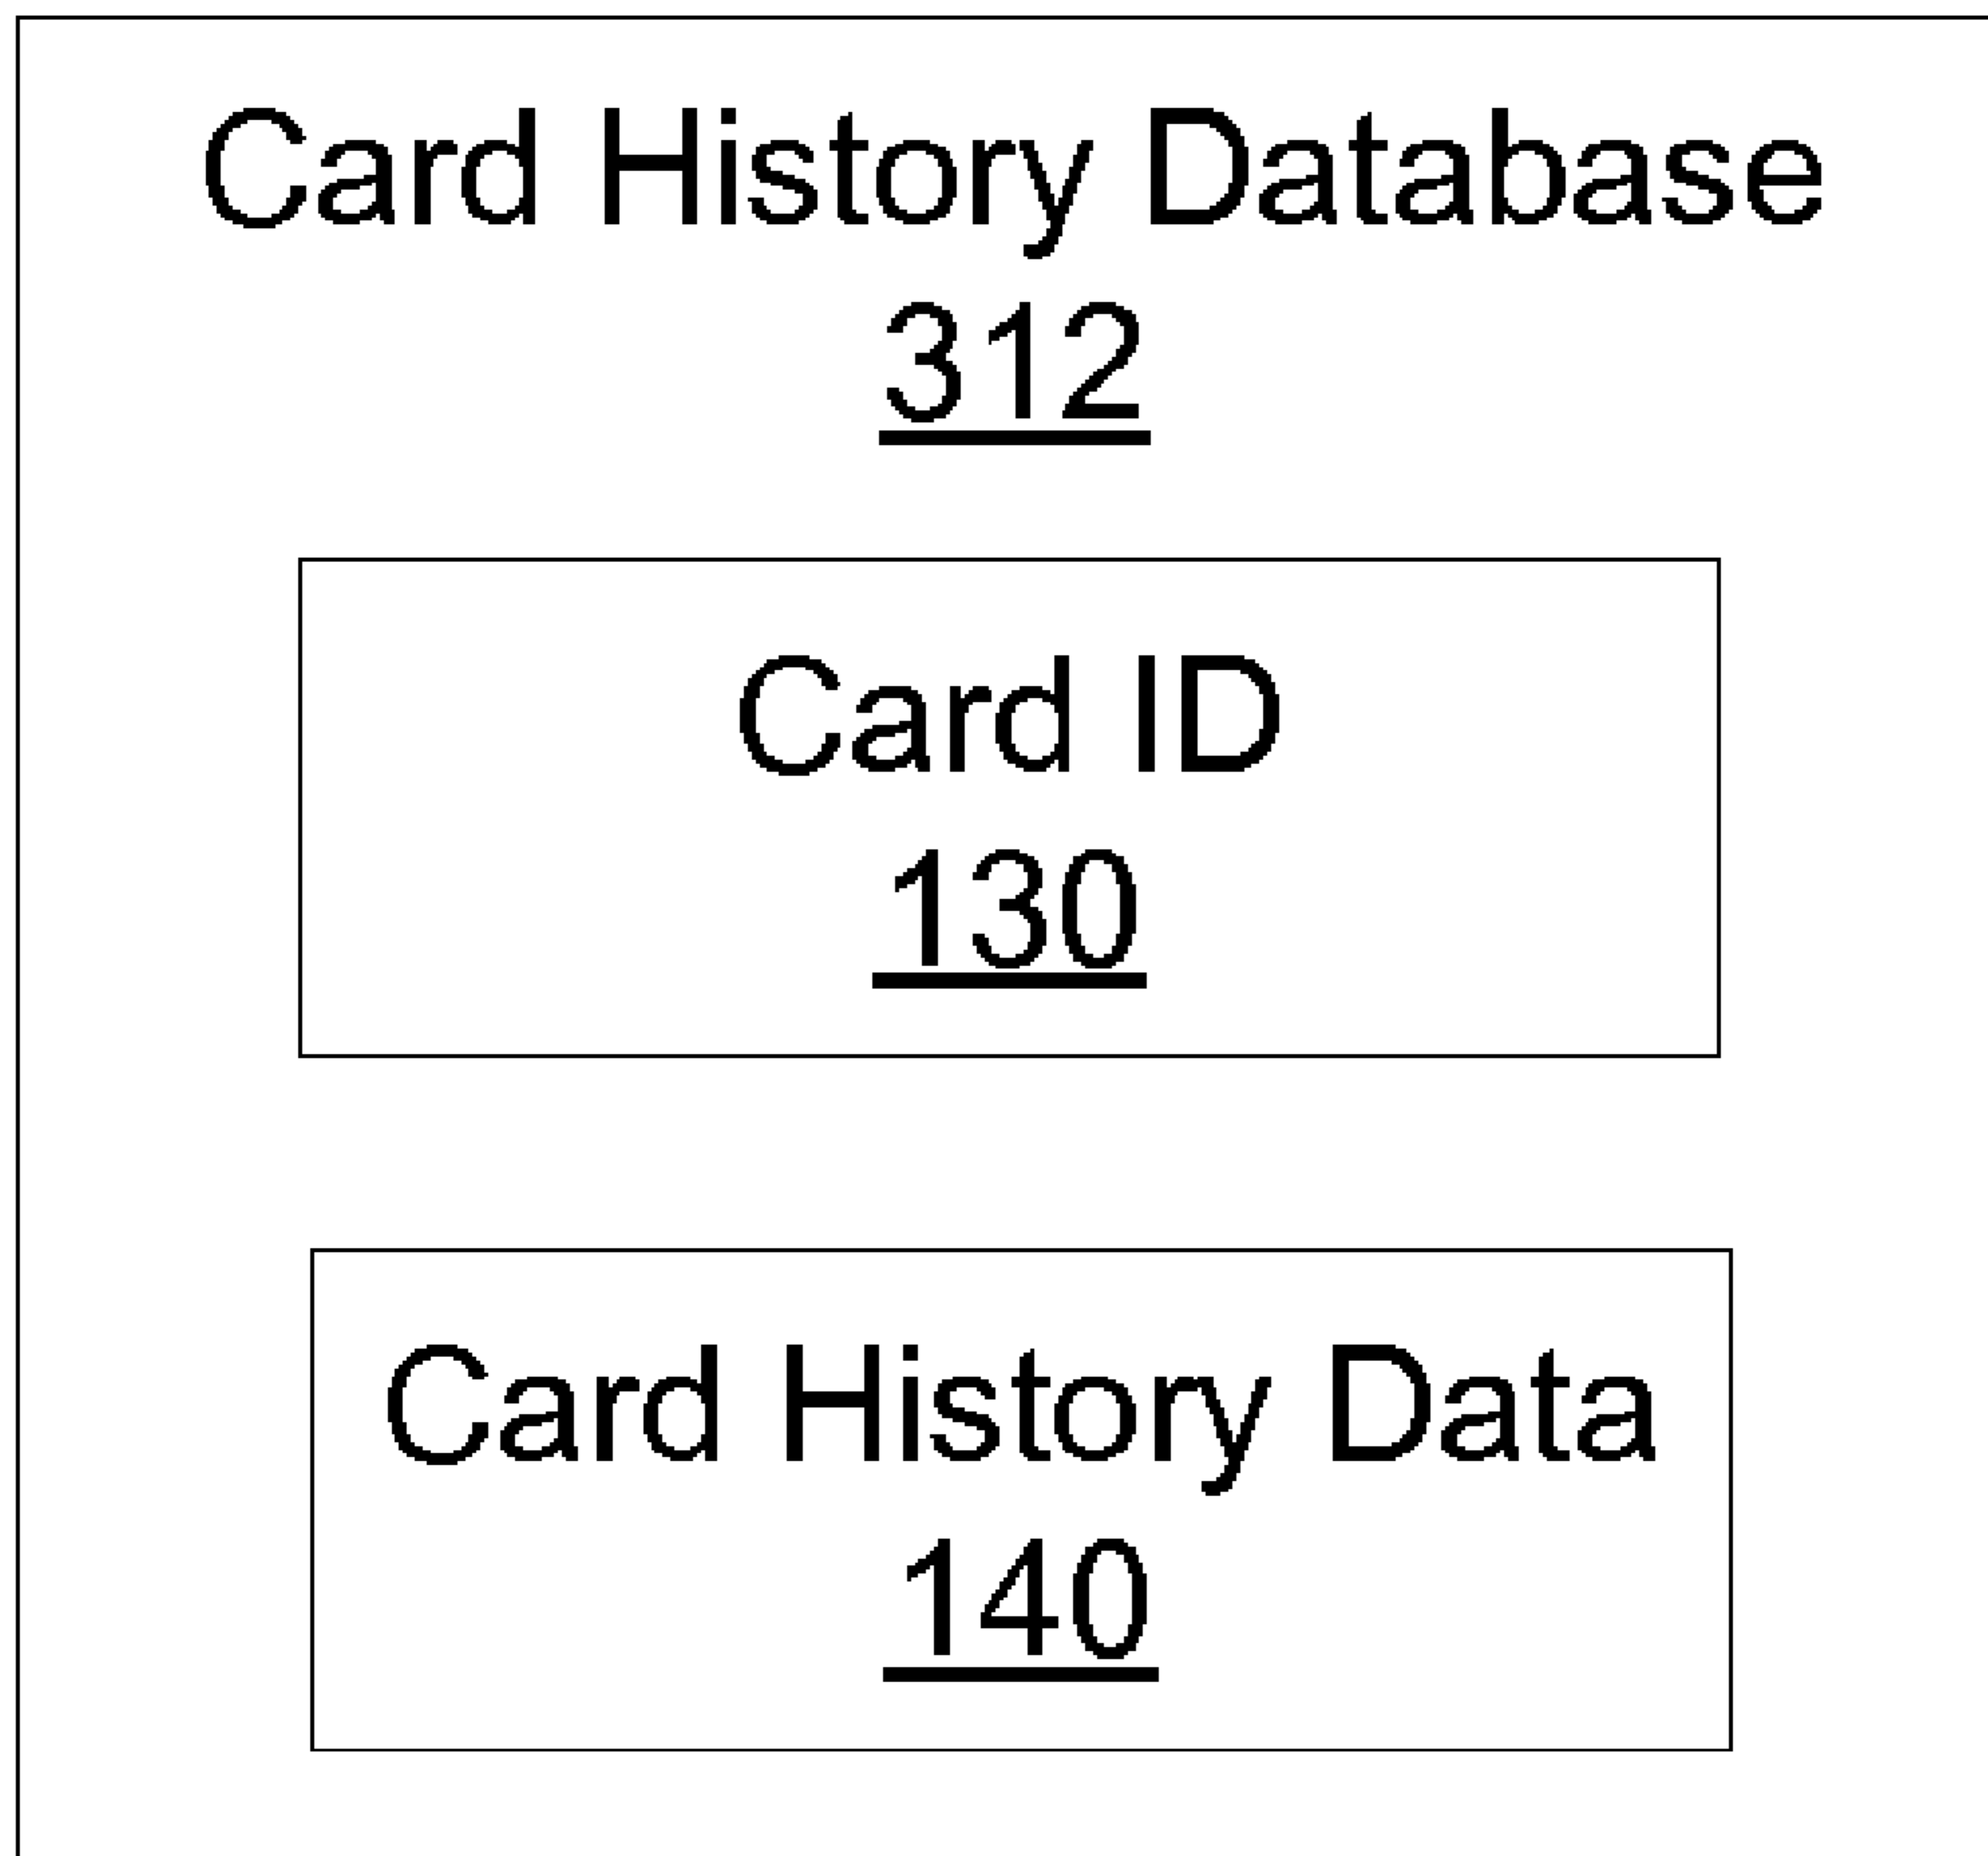 Card History Database
312
Card ID
130
Card History Data
140